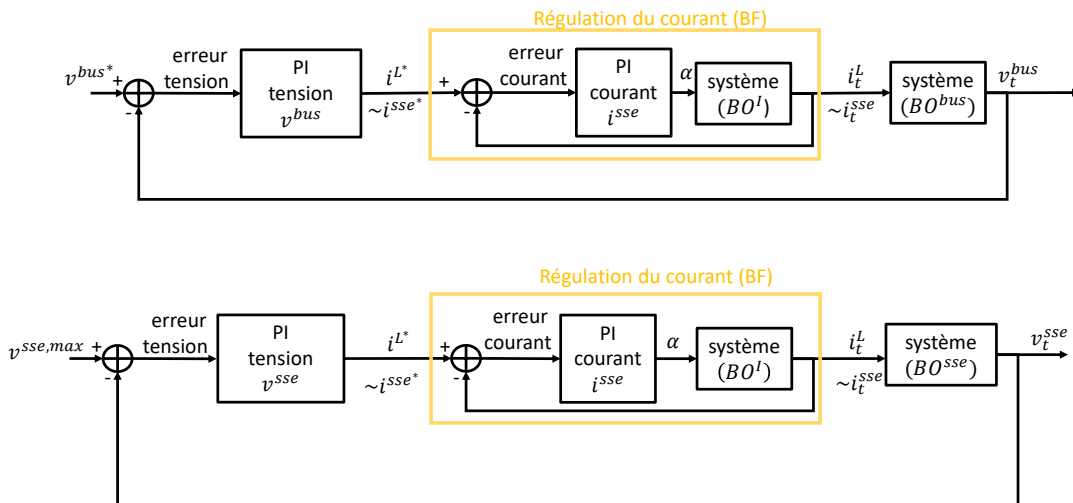 Régulation du courant (BF)
erreur
tension
erreur
courant
v^{bus*}
+
-
PI
tension
v^{bus}
i^{L*}
~i^{sse*}
+
-
PI
courant
i^{sse}
α
système
(BO^{I})
i_t^{L}
~i_t^{sse}
système
(BO^{bus})
v_t^{bus}
Régulation du courant (BF)
erreur
tension
erreur
courant
v^{sse,max}
+
-
PI
tension
v^{sse}
i^{L*}
~i^{sse*}
+
-
PI
courant
i^{sse}
α
système
(BO^{I})
i_t^{L}
~i_t^{sse}
système
(BO^{sse})
v_t^{sse}